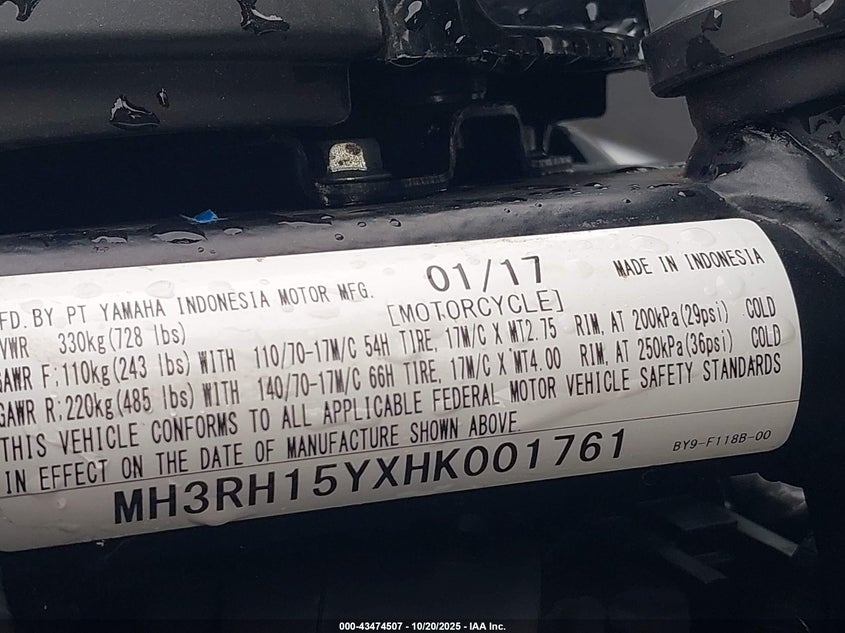 FD. BY PT YAMAHA INDONESIA MOTOR MFG. 01/17 MADE IN INDONESIA
VWR 330kg(728 lbs) [MOTORCYCLE]
GAWR F:110kg(243 lbs) WITH 110/70-17M/C 54H TIRE, 17M/C X MT2.75 RIM, AT 200kPa(29psi) COLD
GAWR R:220kg(485 lbs) WITH 140/70-17M/C 66H TIRE, 17M/C X MT4.00 RIM, AT 250kPa(36psi) COLD
THIS VEHICLE CONFORMS TO ALL APPLICABLE FEDERAL MOTOR VEHICLE SAFETY STANDARDS
IN EFFECT ON THE DATE OF MANUFACTURE SHOWN ABOVE.
MH3RH15YXHK001761 BY9-F118B-00
000-43474507 - 10/20/2025 - IAA Inc.